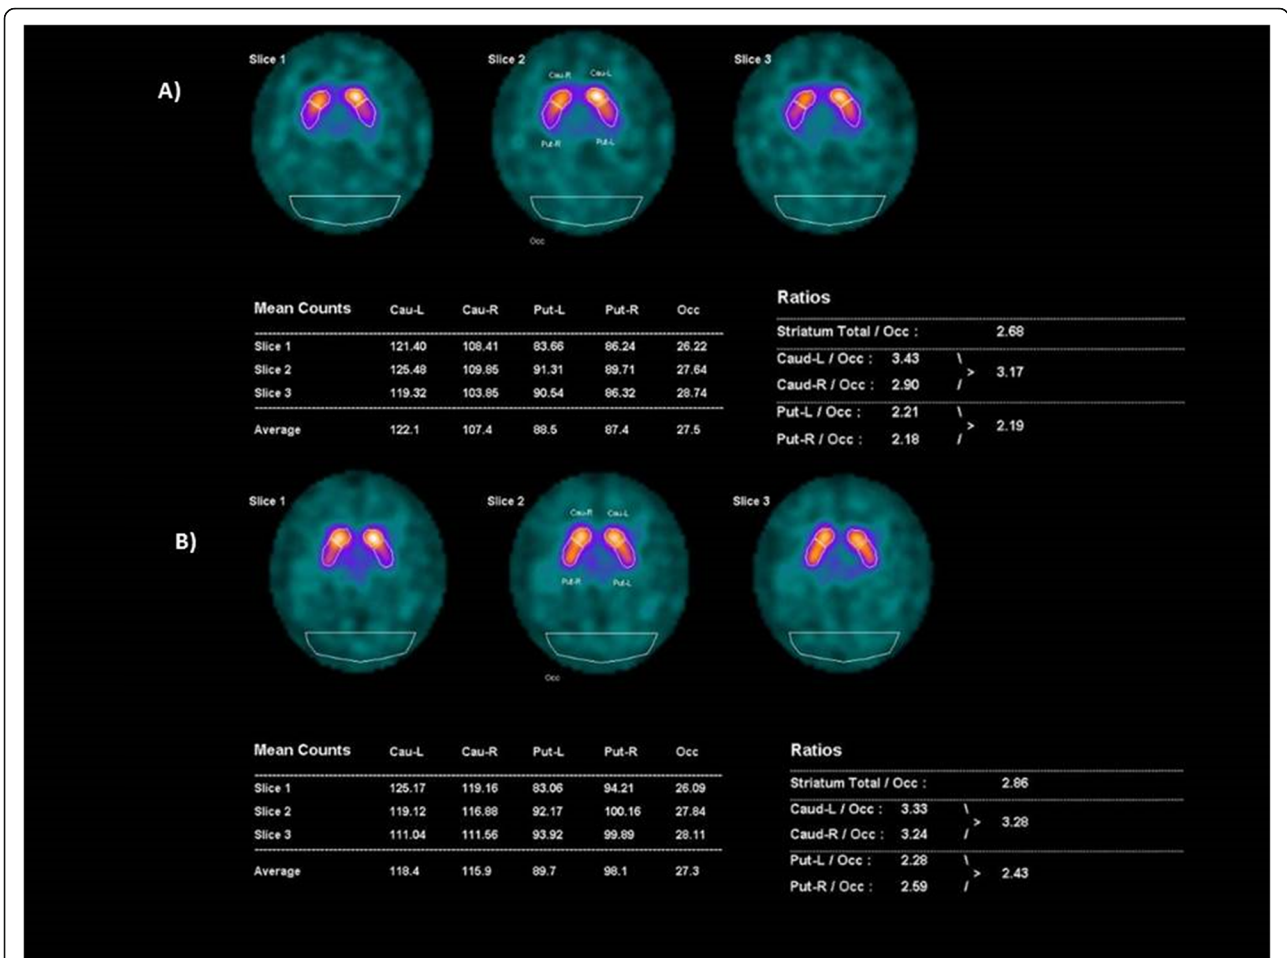 A)
Slice 1
Slice 2
Slice 3
Cau-R Cau-L
Put-R Put-L
Occ
Mean Counts Cau-L Cau-R Put-L Put-R Occ
Slice 1 121.40 108.41 83.66 86.24 26.22
Slice 2 125.48 109.85 91.31 89.71 27.64
Slice 3 119.32 103.85 90.54 86.32 28.74
Average 122.1 107.4 88.5 87.4 27.5
Ratios
Striatum Total / Occ : 2.68
Caud-L / Occ : 3.43 \
> 3.17
Caud-R / Occ : 2.90 /
Put-L / Occ : 2.21 \
> 2.19
Put-R / Occ : 2.18 /
B)
Slice 1
Slice 2
Slice 3
Cau-R Cau-L
Put-R Put-L
Occ
Mean Counts Cau-L Cau-R Put-L Put-R Occ
Slice 1 125.17 119.16 83.06 94.21 26.09
Slice 2 119.12 116.88 92.17 100.16 27.84
Slice 3 111.04 111.56 93.92 99.89 28.11
Average 118.4 115.9 89.7 98.1 27.3
Ratios
Striatum Total / Occ : 2.86
Caud-L / Occ : 3.33 \
> 3.28
Caud-R / Occ : 3.24 /
Put-L / Occ : 2.28 \
> 2.43
Put-R / Occ : 2.59 /